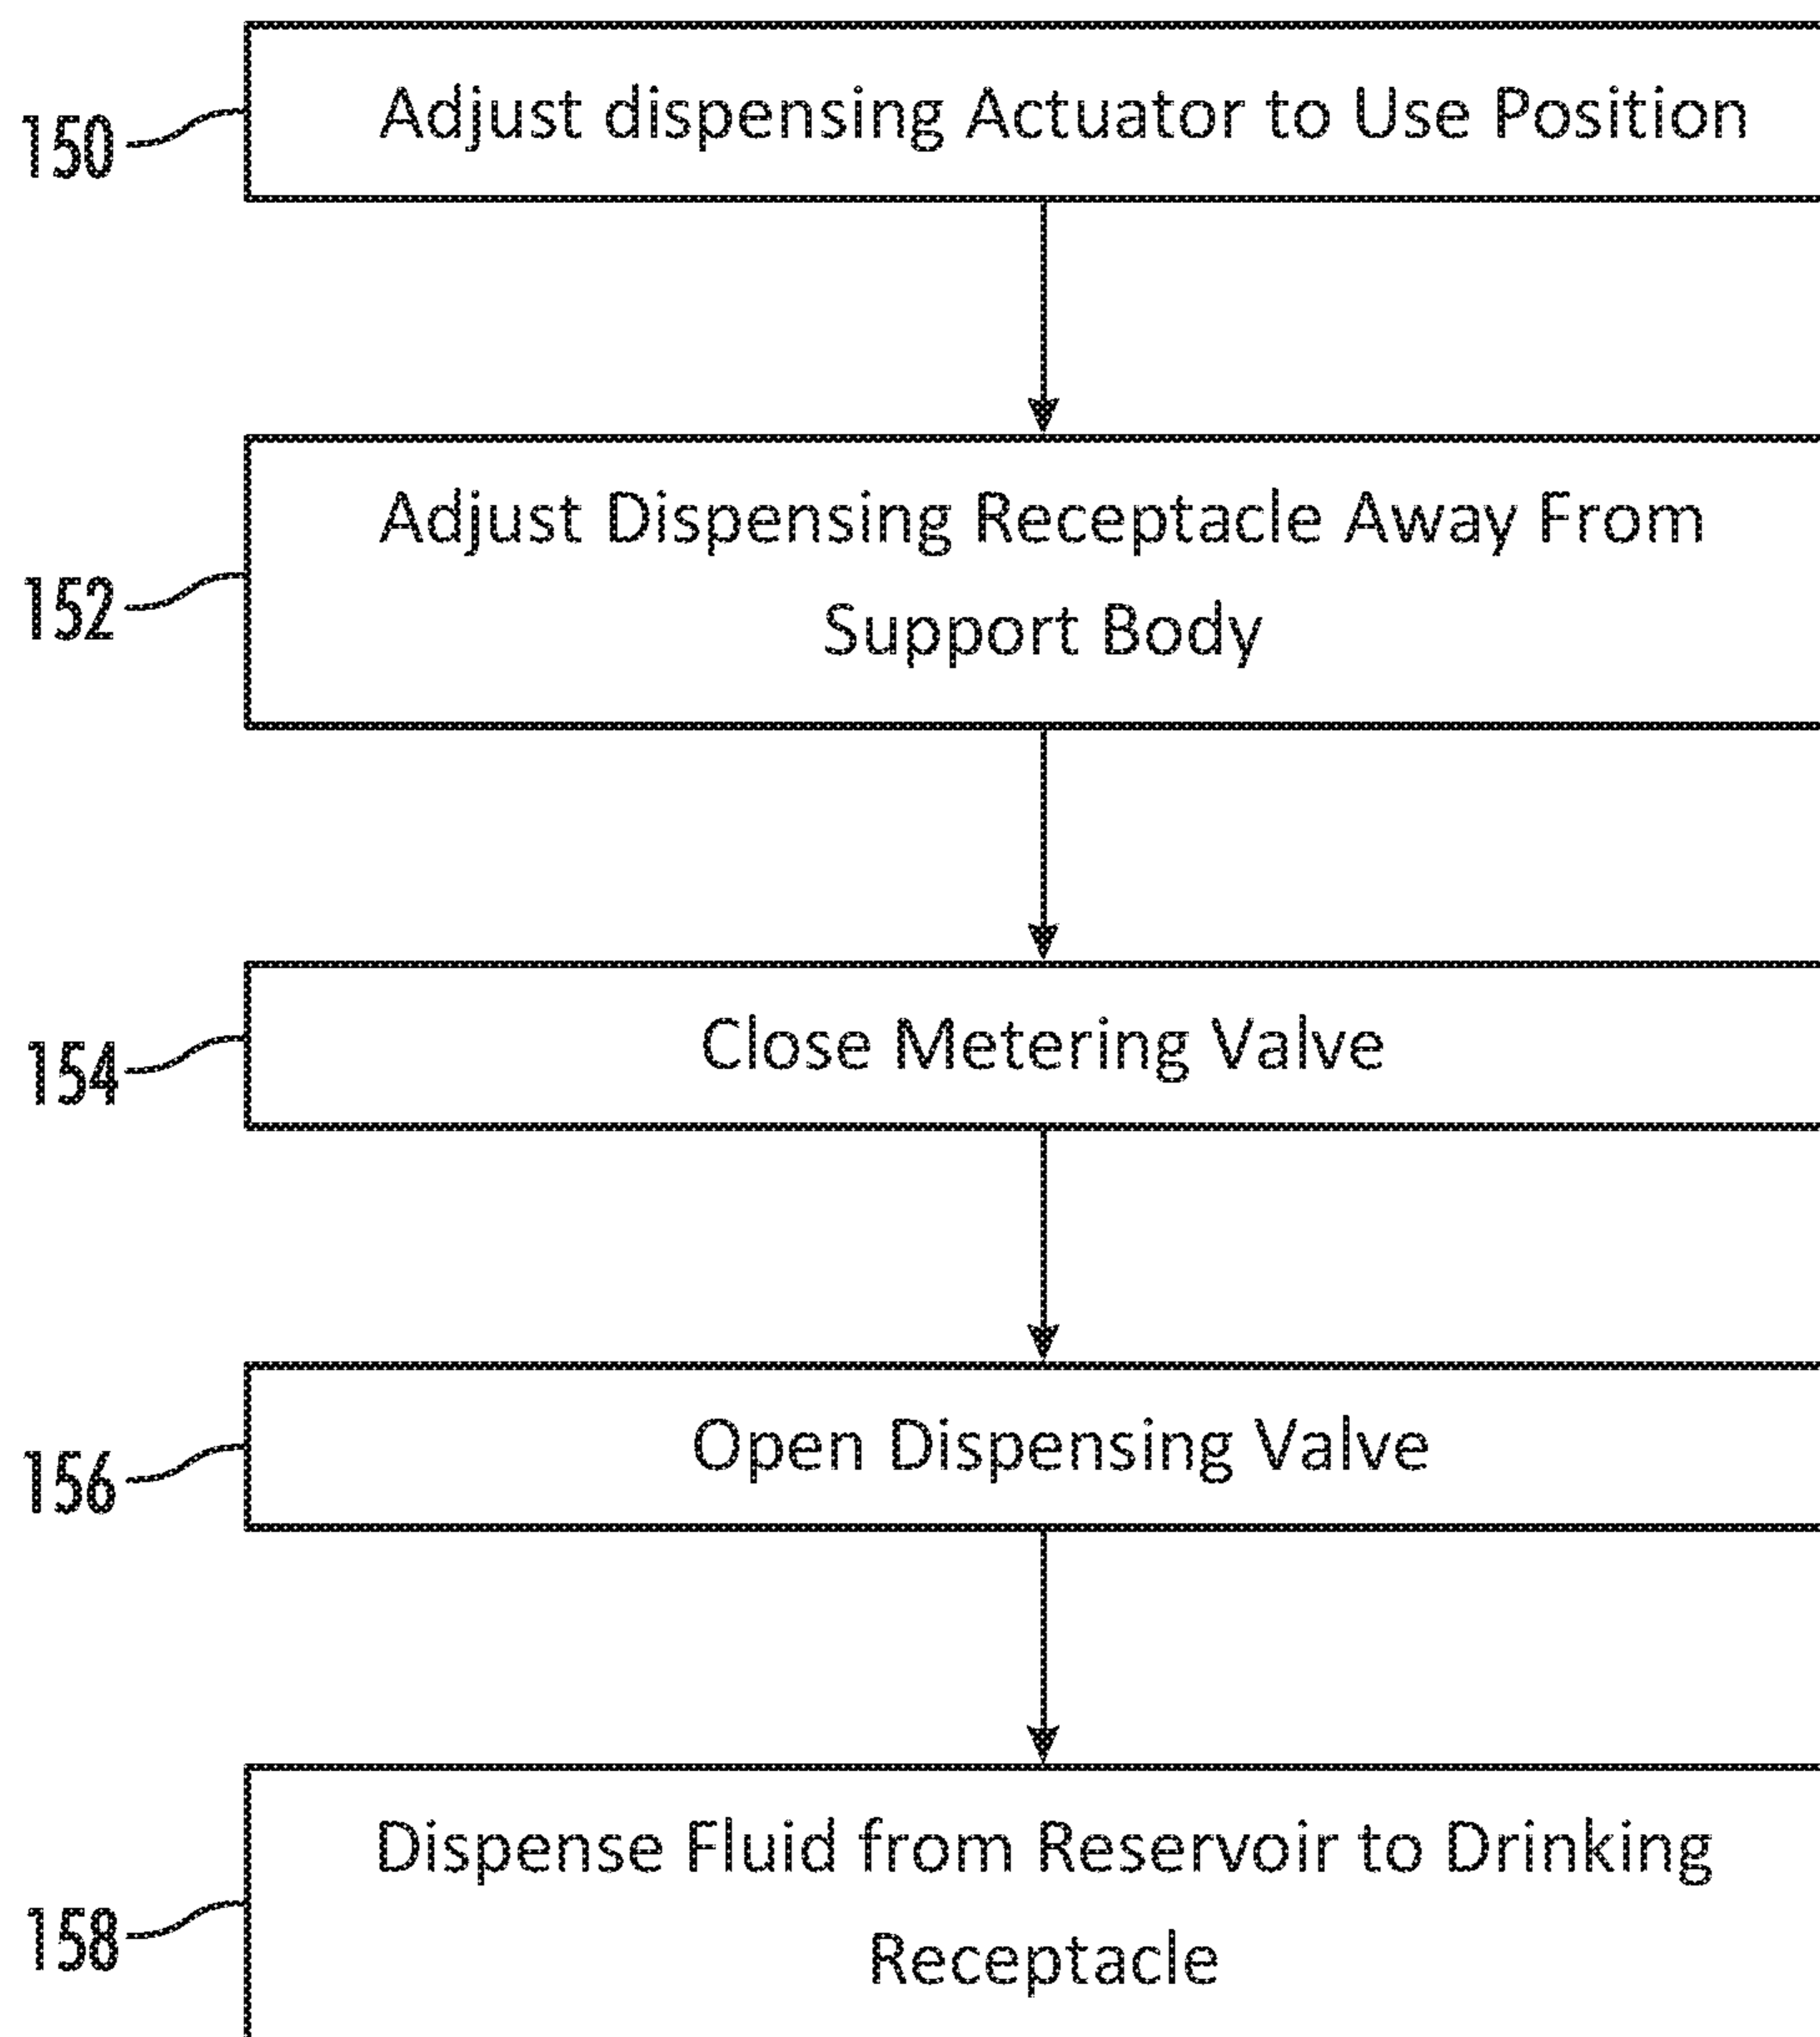 150
Adjust dispensing Actuator to Use Position
152
Adjust Dispensing Receptacle Away From
Support Body
154
Close Metering Valve
156
Open Dispensing Valve
158
Dispense Fluid from Reservoir to Drinking
Receptacle